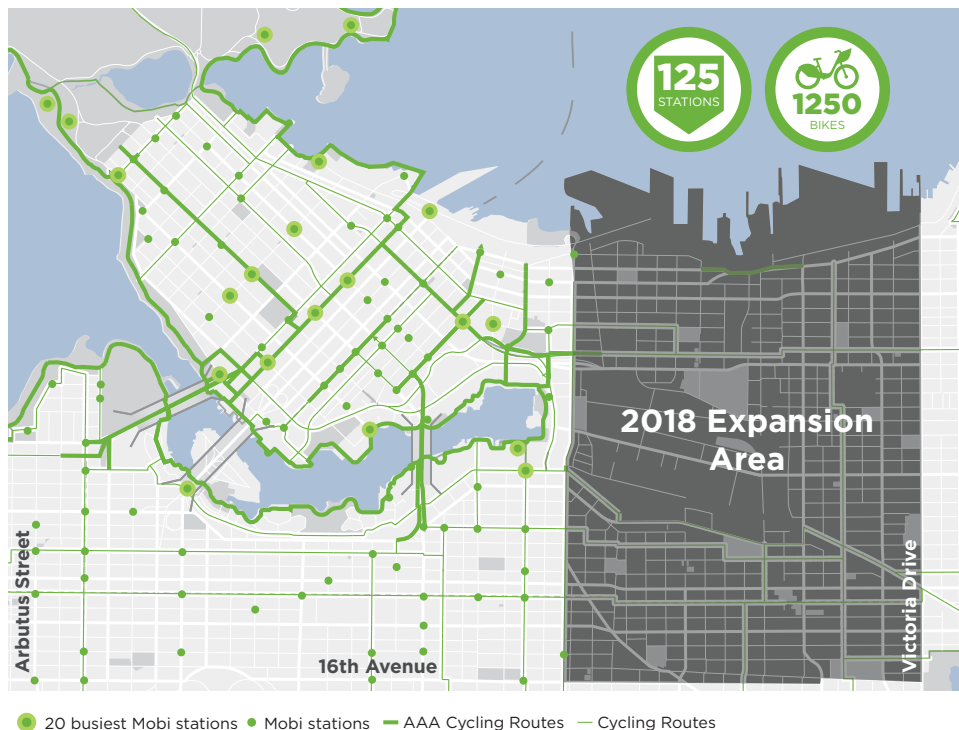 125
STATIONS
1250
BIKES
2018 Expansion
Area
Arbutus Street
Victoria Drive
16th Avenue
20 busiest Mobi stations
Mobi stations
AAA Cycling Routes
Cycling Routes